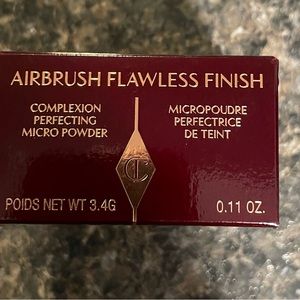 AIRBRUSH FLAWLESS FINISH
COMPLEXION
PERFECTING
MICRO POWDER
MICROPOUDRE
PERFECTRICE
DE TEINT
CT
POIDS NET WT 3.4G
0.11 OZ.